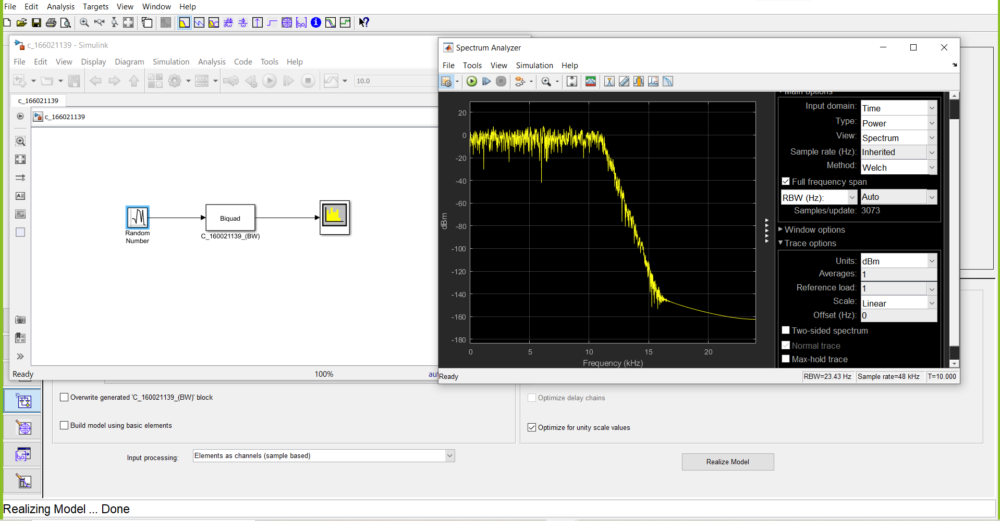 File Edit Analysis Targets View Window Help
c_166021139 - Simulink
File Edit View Display Diagram Simulation Analysis Code Tools Help
10.0
c_166021139
c_166021139
Random
Number
Biquad
C_160021139_(BW)
Ready
100%
Spectrum Analyzer
File Tools View Simulation Help
20
0
-20
-40
-60
-80
-100
-120
-140
-160
-180
dBm
0 5 10 15 20
Frequency (kHz)
Main options
Input domain: Time
Type: Power
View: Spectrum
Sample rate (Hz): Inherited
Method: Welch
Full frequency span
RBW (Hz): Auto
Samples/update: 3073
Window options
Trace options
Units: dBm
Averages: 1
Reference load: 1
Scale: Linear
Offset (Hz): 0
Two-sided spectrum
Normal trace
Max-hold trace
Ready
RBW=23.43 Hz Sample rate=48 kHz T=10.000
Overwrite generated 'C_160021139_(BW)' block
Build model using basic elements
Optimize delay chains
Optimize for unity scale values
Input processing: Elements as channels (sample based)
Realize Model
Realizing Model ... Done